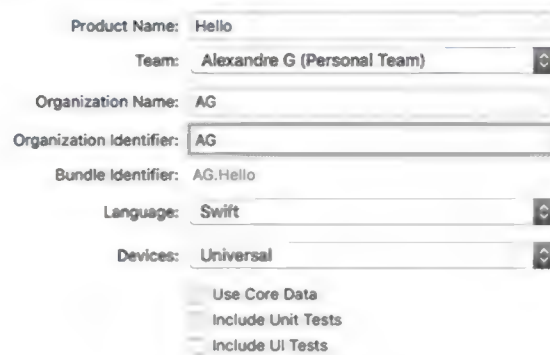 Product Name: Hello
Team: Alexandre G (Personal Team)
Organization Name: AG
Organization Identifier: AG
Bundle Identifier: AG.Hello
Language: Swift
Devices: Universal
Use Core Data
Include Unit Tests
Include UI Tests